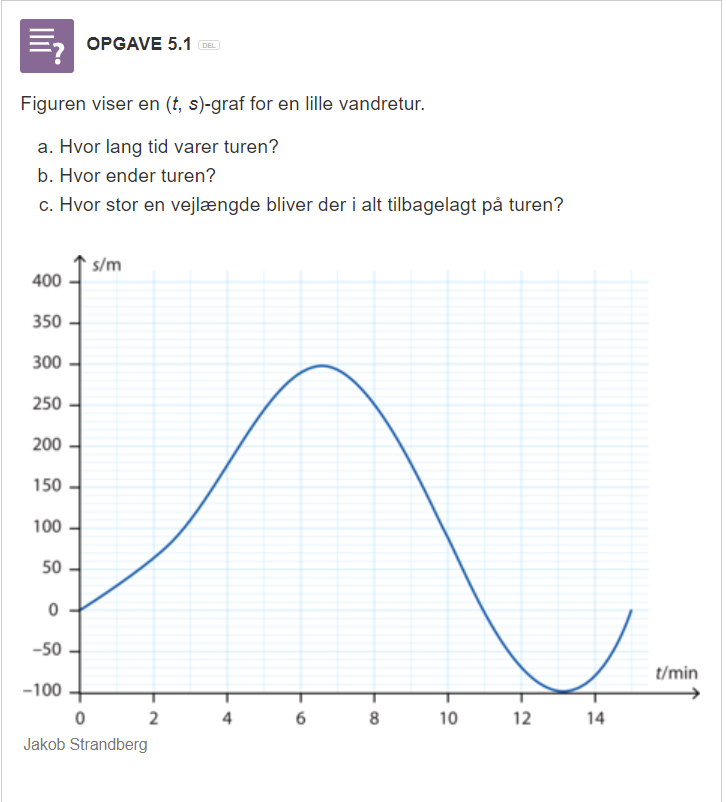 OPGAVE 5.1 DEL
Figuren viser en (t, s)-graf for en lille vandretur.
a. Hvor lang tid varer turen?
b. Hvor ender turen?
c. Hvor stor en vejlængde bliver der i alt tilbagelagt på turen?
s/m
400
350
300
250
200
150
100
50
0
−50
−100
t/min
0 2 4 6 8 10 12 14
Jakob Strandberg